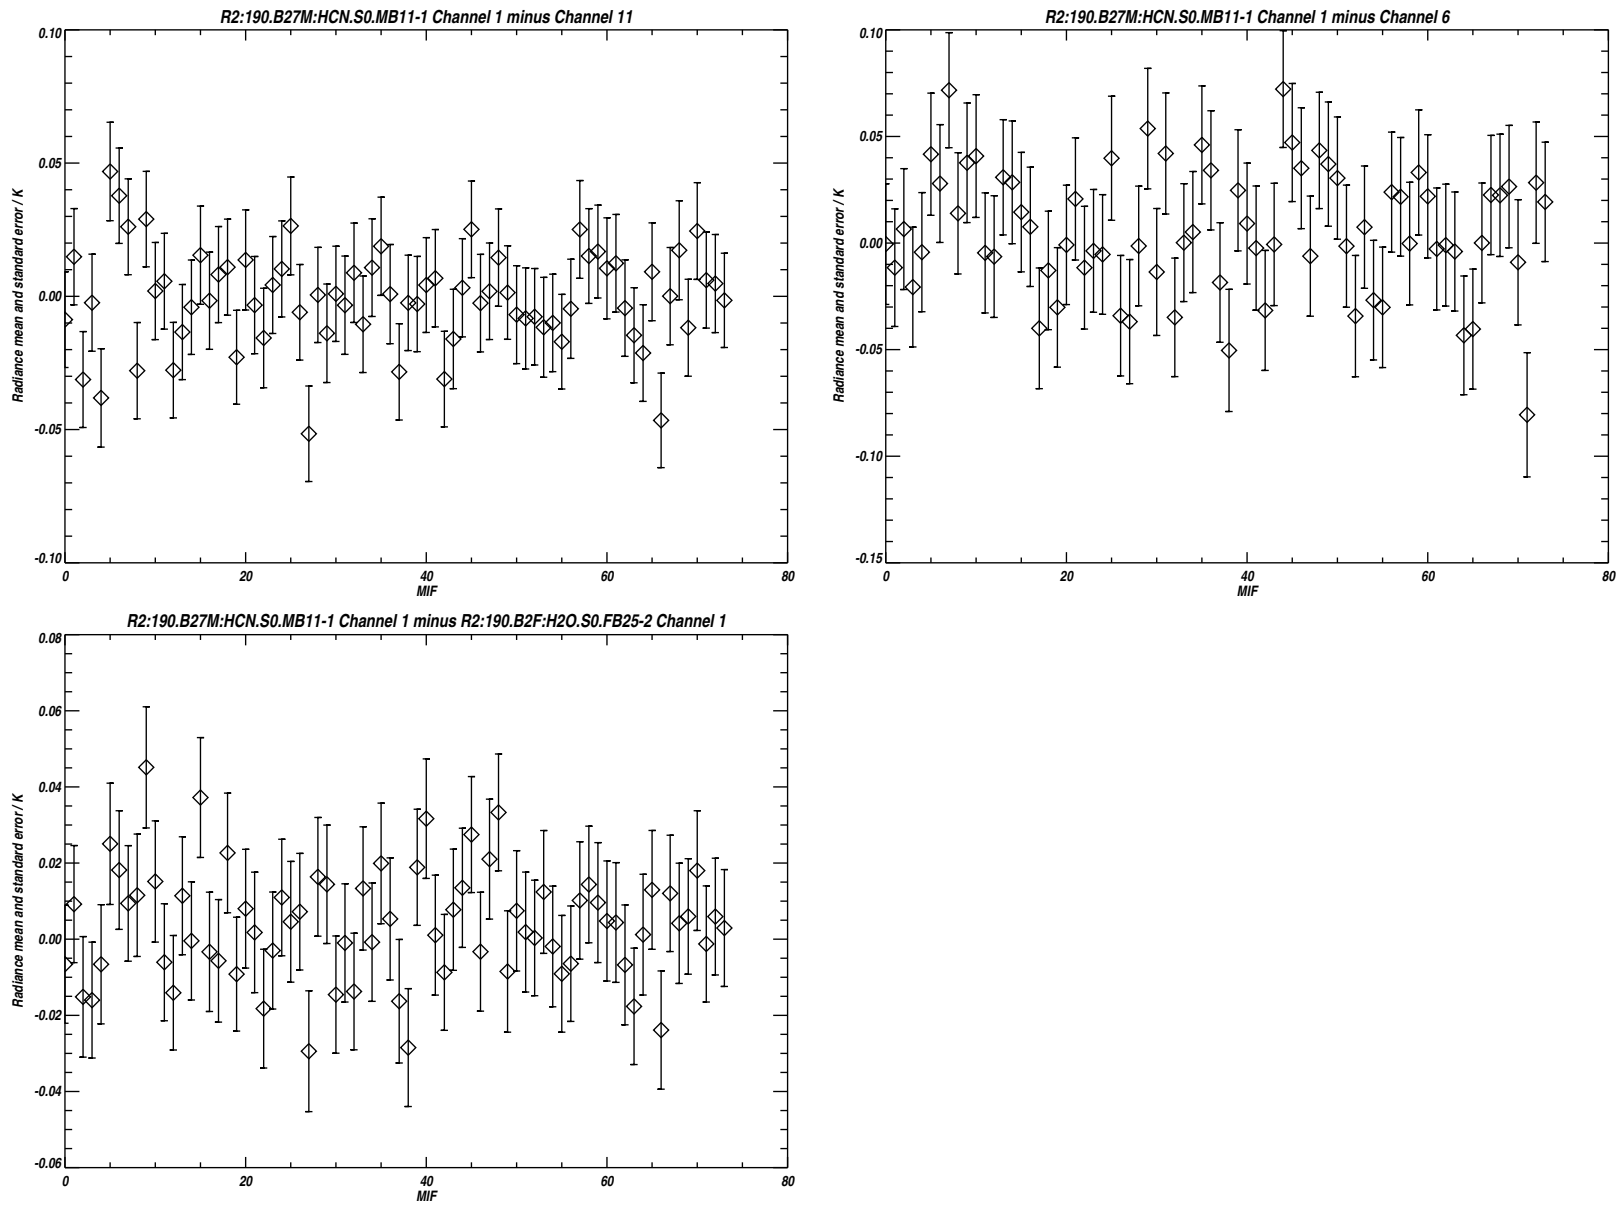 R2:190.B27M:HCN.S0.MB11-1 Channel 1 minus Channel 11
Radiance mean and standard error / K
0.10
0.05
0.00
-0.05
-0.10
0 20 40 60 80
MIF
R2:190.B27M:HCN.S0.MB11-1 Channel 1 minus Channel 6
Radiance mean and standard error / K
0.10
0.05
0.00
-0.05
-0.10
-0.15
0 20 40 60 80
MIF
R2:190.B27M:HCN.S0.MB11-1 Channel 1 minus R2:190.B2F:H2O.S0.FB25-2 Channel 1
Radiance mean and standard error / K
0.08
0.06
0.04
0.02
0.00
-0.02
-0.04
-0.06
0 20 40 60 80
MIF